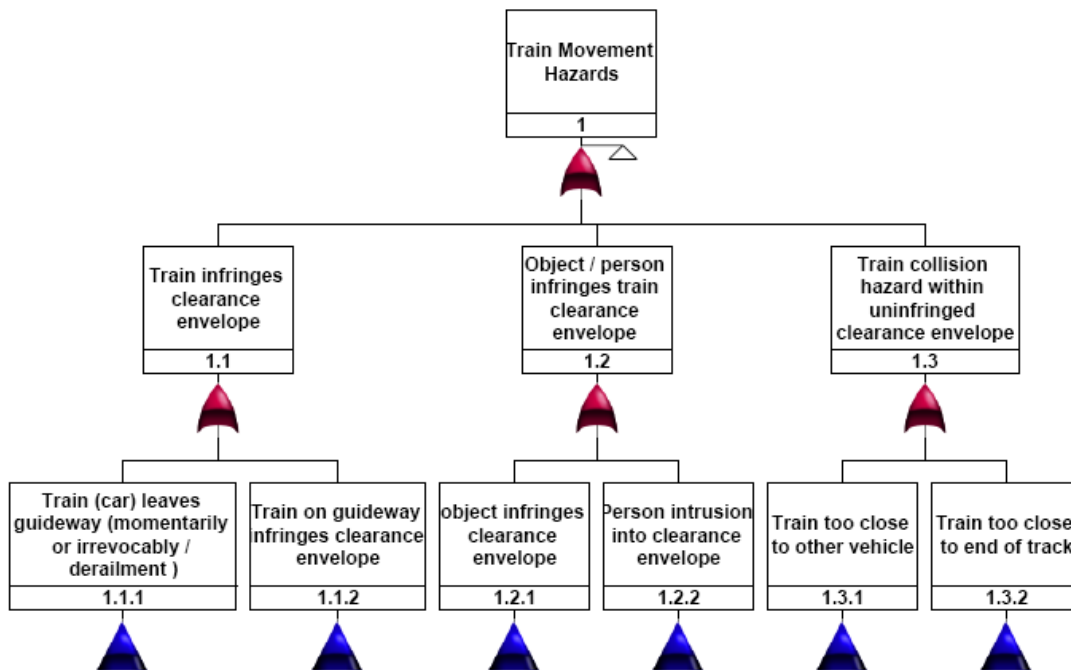 Train Movement
Hazards
1
Train infringes
clearance
envelope
1.1
Object / person
infringes train
clearance
envelope
1.2
Train collision
hazard within
uninfringed
clearance envelope
1.3
Train (car) leaves
guideway (momentarily
or irrevocably /
derailment )
1.1.1
Train on guideway
infringes clearance
envelope
1.1.2
object infringes
clearance
envelope
1.2.1
Person intrusion
into clearance
envelope
1.2.2
Train too close
to other vehicle
1.3.1
Train too close
to end of track
1.3.2